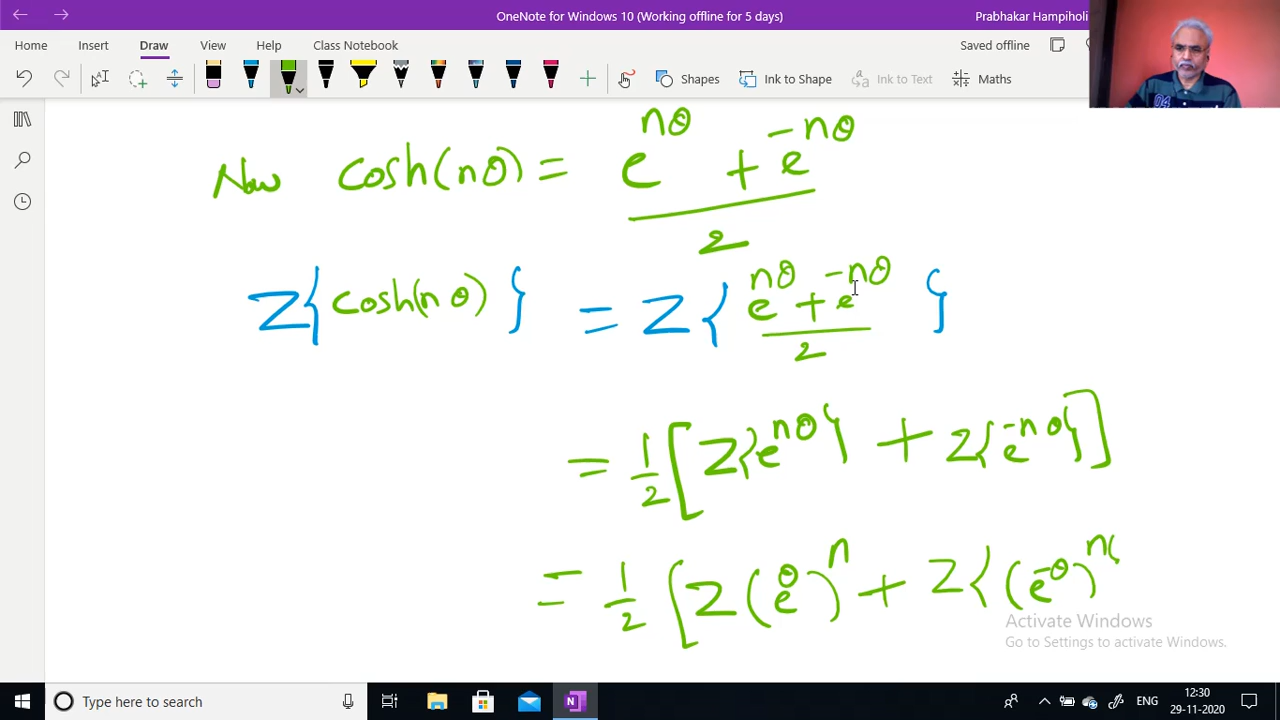 OneNote for Windows 10 (Working offline for 5 days)
Prabhakar Hampiholi
Home Insert Draw View Help Class Notebook
Saved offline
Shapes Ink to Shape Ink to Text Maths
Now cosh(nθ) = (e^{nθ} + e^{-nθ})/2
Z{cosh(nθ)} = Z{(e^{nθ} + e^{-nθ})/2}
= 1/2 [Z{e^{nθ}} + Z{e^{-nθ}}]
= 1/2 [Z(e^{θ})^{n} + Z{(e^{-θ})^{n(
Activate Windows
Go to Settings to activate Windows.
04
Type here to search
ENG
12:30
29-11-2020